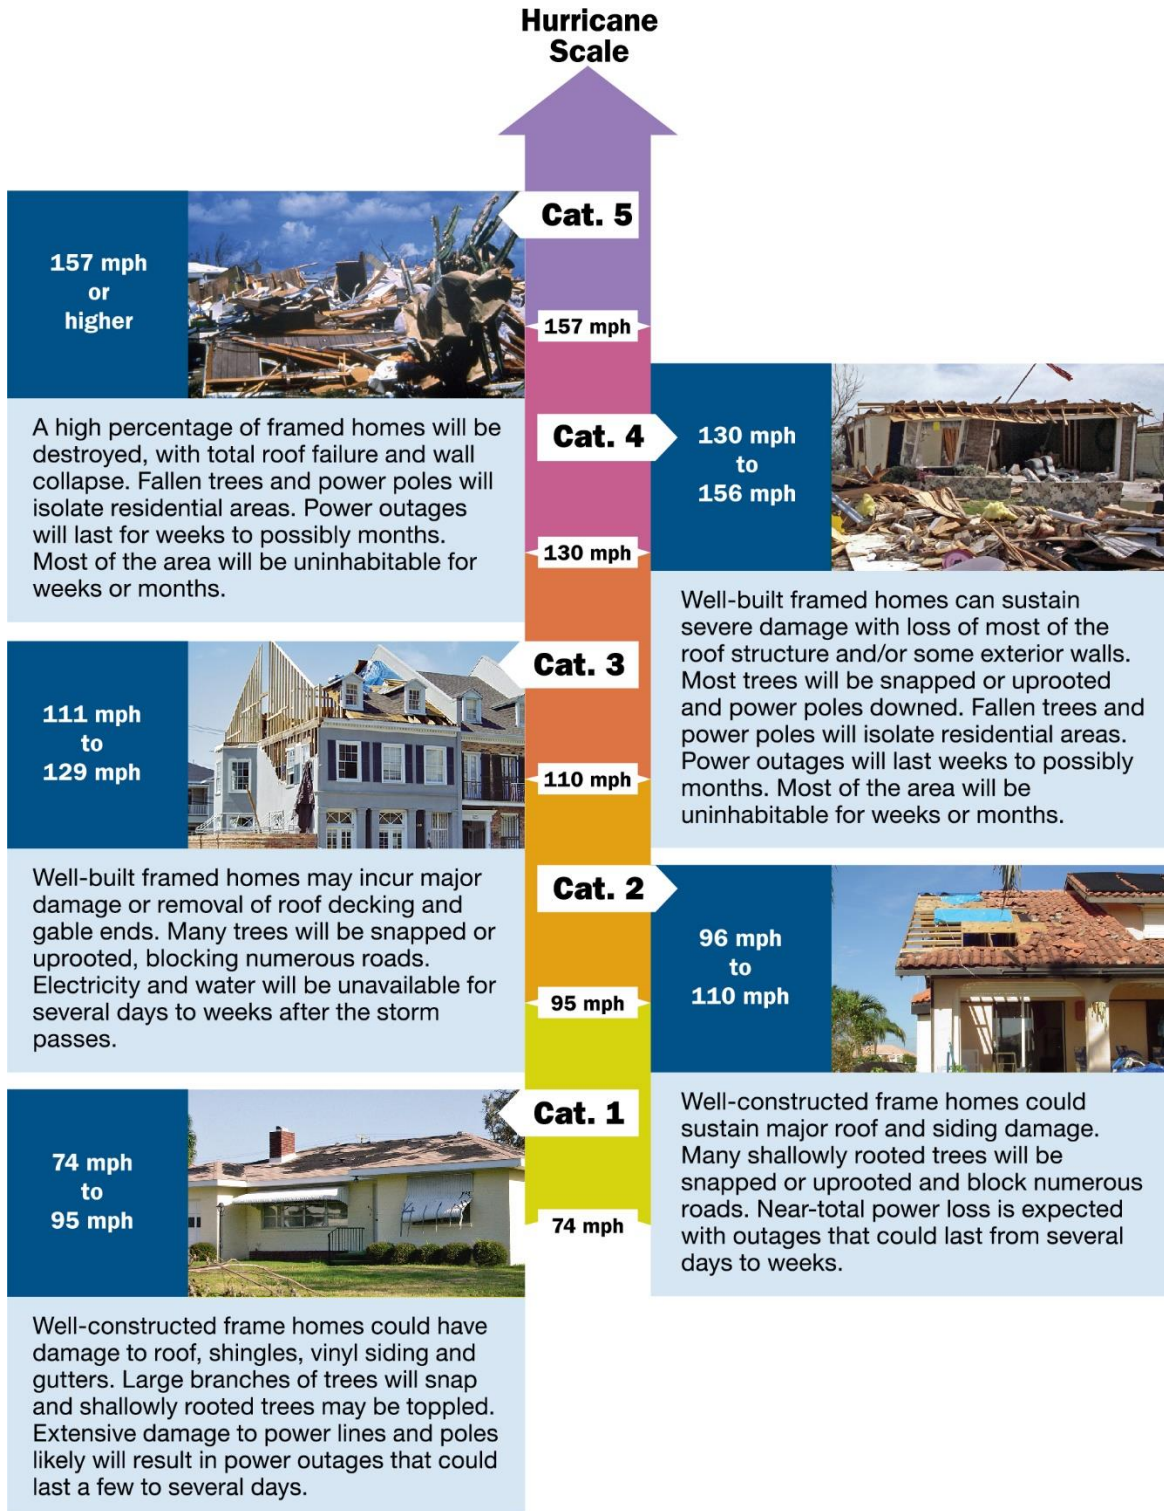 Hurricane
Scale
Cat. 5
157 mph
or
higher
157 mph
A high percentage of framed homes will be
destroyed, with total roof failure and wall
collapse. Fallen trees and power poles will
isolate residential areas. Power outages
will last for weeks to possibly months.
Most of the area will be uninhabitable for
weeks or months.
Cat. 4
130 mph
to
156 mph
130 mph
Well-built framed homes can sustain
severe damage with loss of most of the
roof structure and/or some exterior walls.
Most trees will be snapped or uprooted
and power poles downed. Fallen trees and
power poles will isolate residential areas.
Power outages will last weeks to possibly
months. Most of the area will be
uninhabitable for weeks or months.
Cat. 3
111 mph
to
129 mph
110 mph
Well-built framed homes may incur major
damage or removal of roof decking and
gable ends. Many trees will be snapped or
uprooted, blocking numerous roads.
Electricity and water will be unavailable for
several days to weeks after the storm
passes.
Cat. 2
96 mph
to
110 mph
95 mph
Well-constructed frame homes could
sustain major roof and siding damage.
Many shallowly rooted trees will be
snapped or uprooted and block numerous
roads. Near-total power loss is expected
with outages that could last from several
days to weeks.
Cat. 1
74 mph
to
95 mph
74 mph
Well-constructed frame homes could have
damage to roof, shingles, vinyl siding and
gutters. Large branches of trees will snap
and shallowly rooted trees may be toppled.
Extensive damage to power lines and poles
likely will result in power outages that could
last a few to several days.